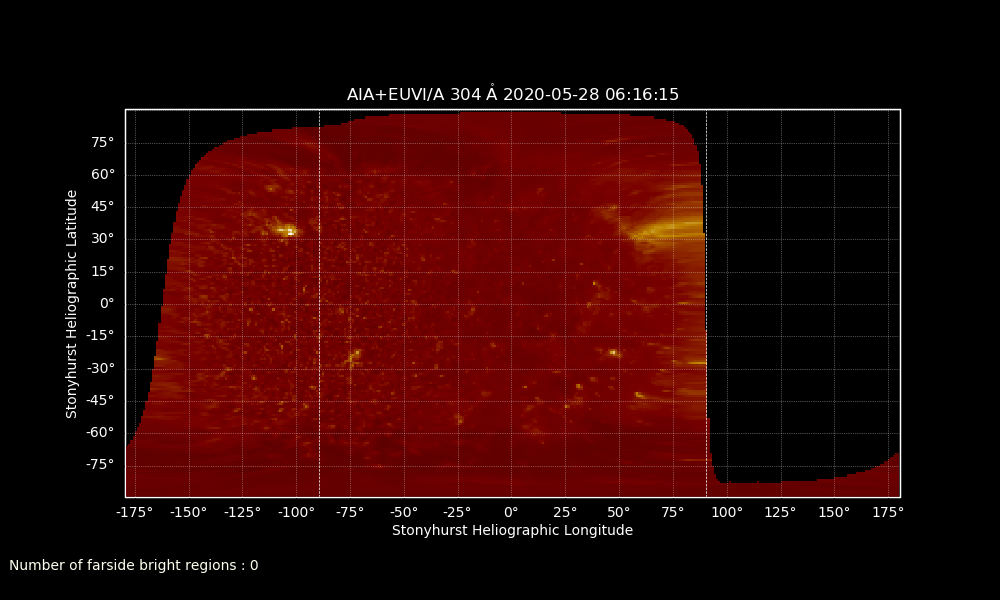 AIA+EUVI/A 304 Å 2020-05-28 06:16:15
75°
60°
45°
30°
15°
0°
-15°
-30°
-45°
-60°
-75°
Stonyhurst Heliographic Latitude
-175° -150° -125° -100° -75° -50° -25° 0° 25° 50° 75° 100° 125° 150° 175°
Stonyhurst Heliographic Longitude
Number of farside bright regions : 0